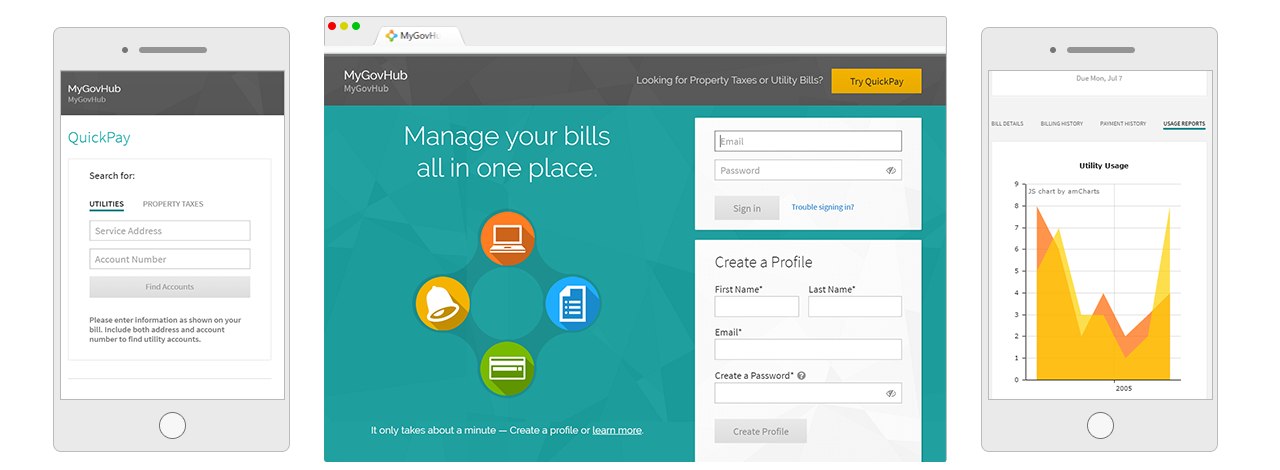 MyGovHub
MyGovHub
QuickPay
Search for:
UTILITIES PROPERTY TAXES
Service Address
Account Number
Find Accounts
Please enter information as shown on your
bill. Include both address and account
number to find utility accounts.
MyGovHu
MyGovHub
MyGovHub
Looking for Property Taxes or Utility Bills? Try QuickPay
Manage your bills
all in one place.
It only takes about a minute — Create a profile or learn more.
Email
Password
Sign in Trouble signing in?
Create a Profile
First Name* Last Name*
Email*
Create a Password* ?
Create Profile
Due Mon, Jul 7
BILL DETAILS BILLING HISTORY PAYMENT HISTORY USAGE REPORTS
Utility Usage
JS chart by amCharts
9
8
7
6
5
4
3
2
1
0
2005